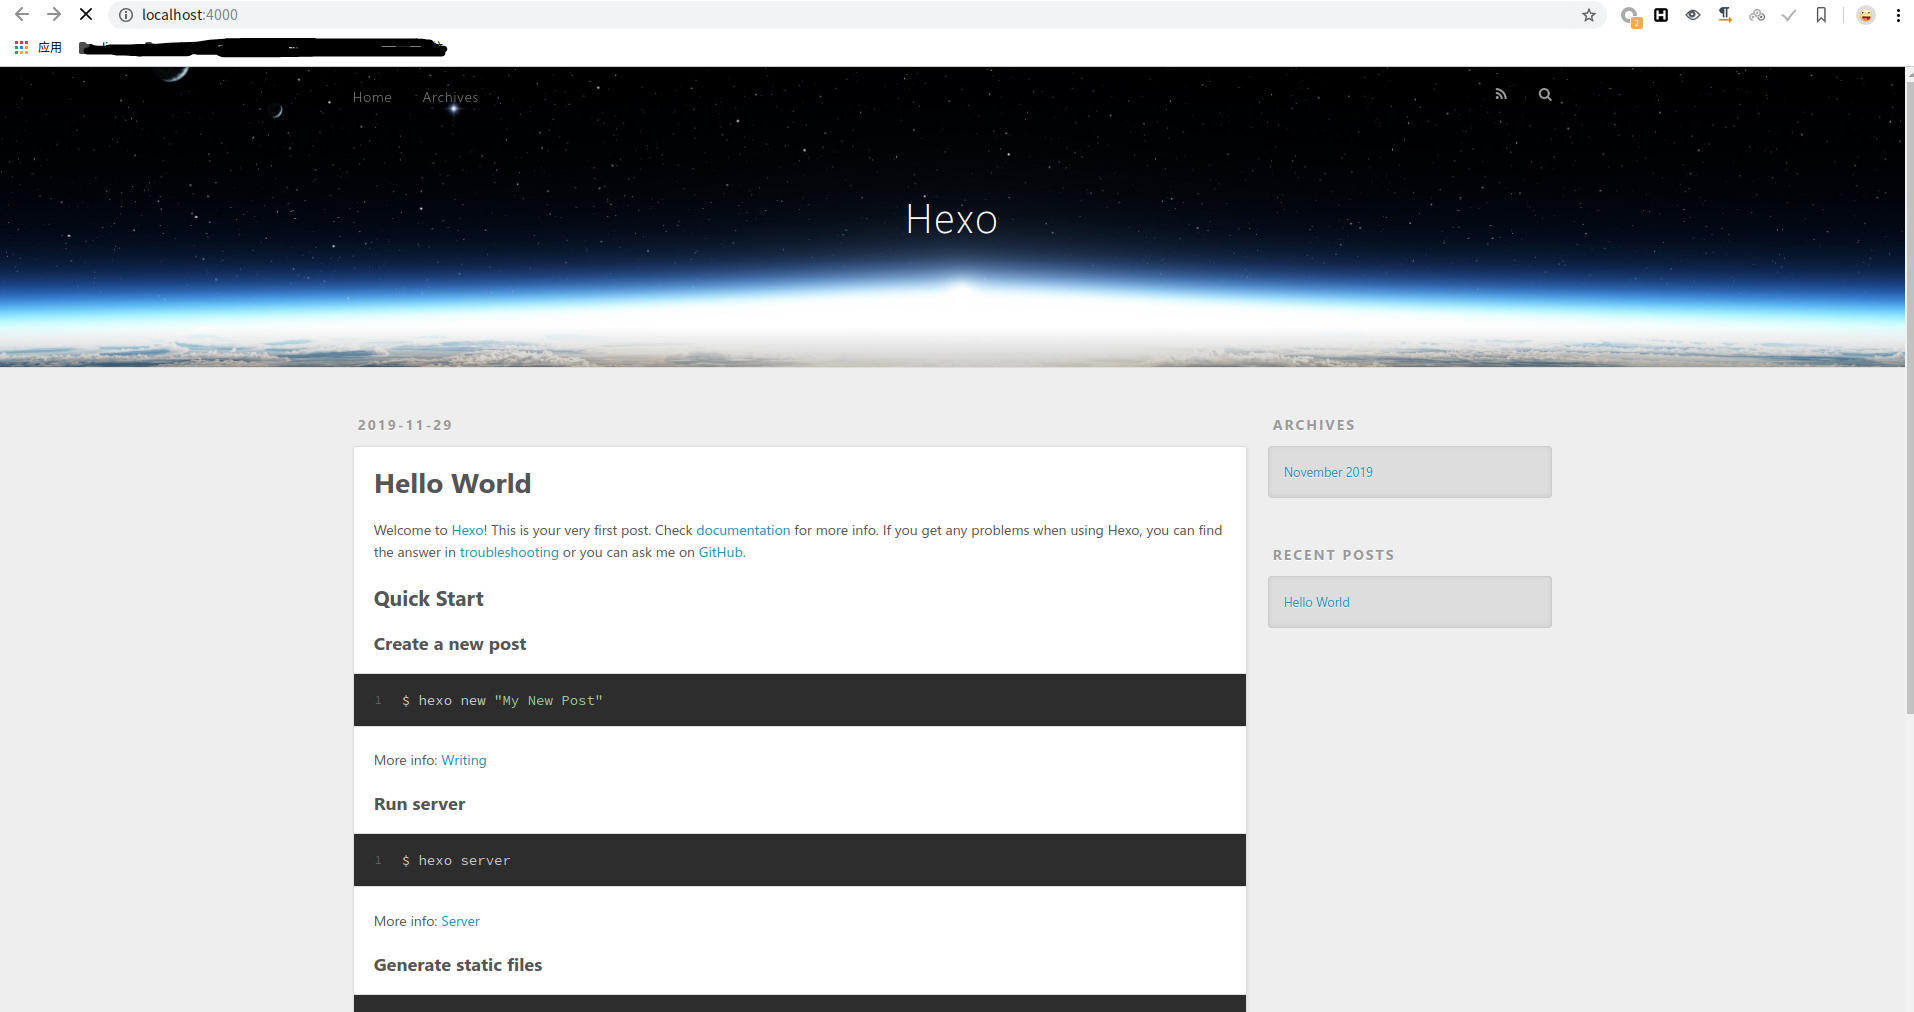 localhost:4000
2
应用
Home Archives
Hexo
2019-11-29
Hello World
Welcome to Hexo! This is your very first post. Check documentation for more info. If you get any problems when using Hexo, you can find
the answer in troubleshooting or you can ask me on GitHub.
Quick Start
Create a new post
1 $ hexo new "My New Post"
More info: Writing
Run server
1 $ hexo server
More info: Server
Generate static files
ARCHIVES
November 2019
RECENT POSTS
Hello World